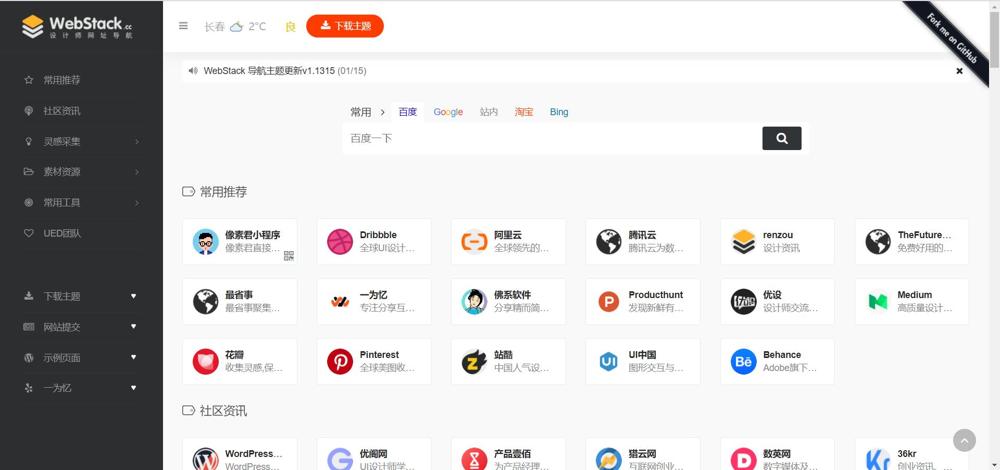 WebStack.cc
设计师网址导航
常用推荐
社区资讯
灵感采集
素材资源
常用工具
UED团队
下载主题
网站提交
示例页面
一为忆
长春 2°C 良 下载主题
Fork me on GitHub
WebStack 导航主题更新v1.1315 (01/15)
常用 百度 Google 站内 淘宝 Bing
百度一下
常用推荐
像素君小程序
像素君直接...
Dribbble
全球UI设计...
阿里云
全球领先的...
腾讯云
腾讯云为数...
renzou
设计资讯
TheFuture...
免费好用的...
最省事
最省事聚集...
一为忆
专注分享互...
佛系软件
分享精而简...
Producthunt
发现新鲜有...
优设
设计师交流...
Medium
高质量设计...
花瓣
收集灵感,保...
Pinterest
全球美图收...
站酷
中国人气设...
UI中国
图形交互与...
Behance
Adobe旗下...
社区资讯
WordPress...
WordPress...
优阁网
UI设计师学...
产品壹佰
为产品经理...
猎云网
互联网创业...
数英网
数字媒体及...
36kr
创业资讯、...